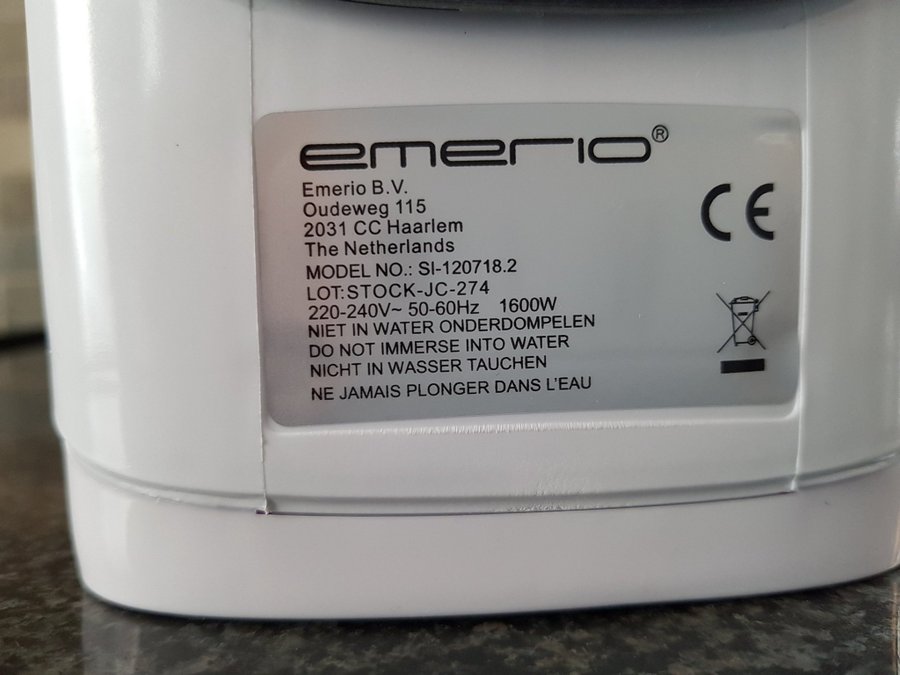 emerio®
Emerio B.V.
Oudeweg 115
2031 CC Haarlem
The Netherlands
MODEL NO.: SI-120718.2
LOT:STOCK-JC-274
220-240V~ 50-60Hz 1600W
NIET IN WATER ONDERDOMPELEN
DO NOT IMMERSE INTO WATER
NICHT IN WASSER TAUCHEN
NE JAMAIS PLONGER DANS L'EAU
CE